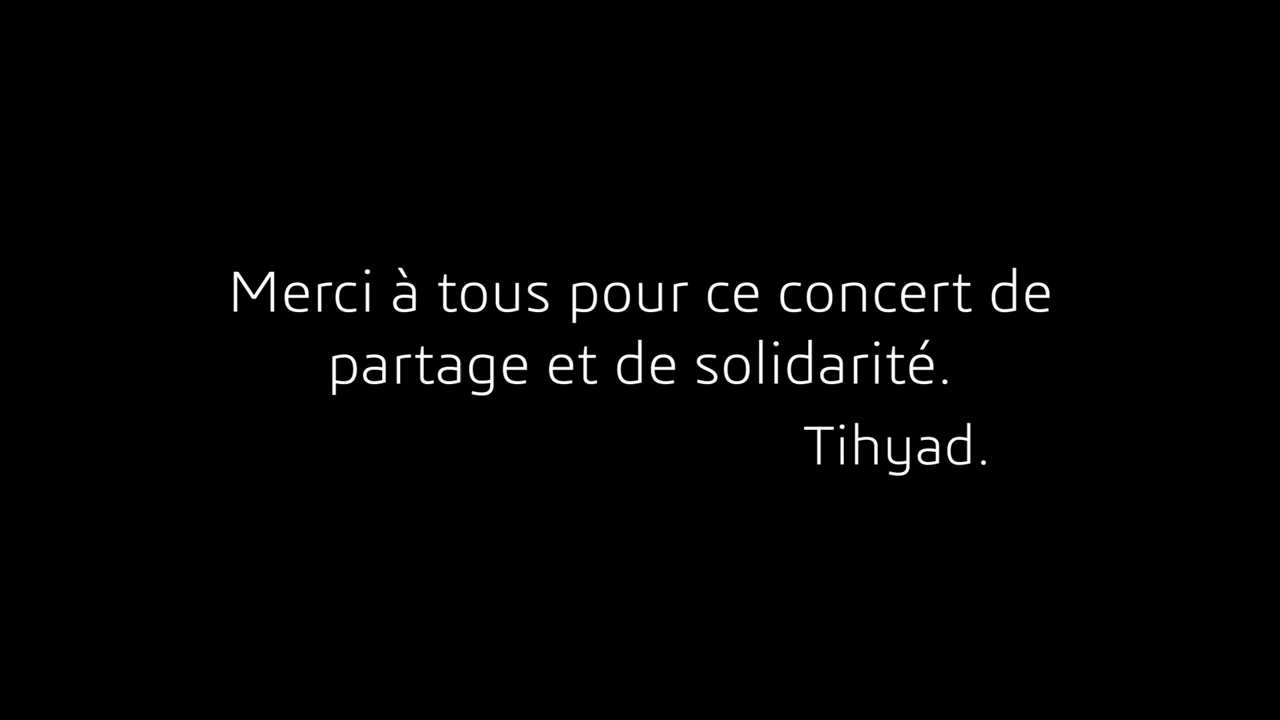 Merci à tous pour ce concert de
partage et de solidarité.
Tihyad.